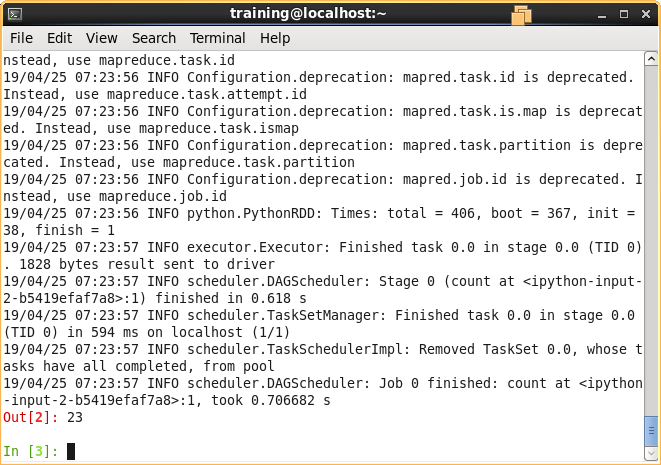 training@localhost:~
File Edit View Search Terminal Help
nstead, use mapreduce.task.id
19/04/25 07:23:56 INFO Configuration.deprecation: mapred.task.id is deprecated.
Instead, use mapreduce.task.attempt.id
19/04/25 07:23:56 INFO Configuration.deprecation: mapred.task.is.map is deprecat
ed. Instead, use mapreduce.task.ismap
19/04/25 07:23:56 INFO Configuration.deprecation: mapred.task.partition is depre
cated. Instead, use mapreduce.task.partition
19/04/25 07:23:56 INFO Configuration.deprecation: mapred.job.id is deprecated. I
nstead, use mapreduce.job.id
19/04/25 07:23:56 INFO python.PythonRDD: Times: total = 406, boot = 367, init =
38, finish = 1
19/04/25 07:23:57 INFO executor.Executor: Finished task 0.0 in stage 0.0 (TID 0)
. 1828 bytes result sent to driver
19/04/25 07:23:57 INFO scheduler.DAGScheduler: Stage 0 (count at <ipython-input-
2-b5419efaf7a8>:1) finished in 0.618 s
19/04/25 07:23:57 INFO scheduler.TaskSetManager: Finished task 0.0 in stage 0.0
(TID 0) in 594 ms on localhost (1/1)
19/04/25 07:23:57 INFO scheduler.TaskSchedulerImpl: Removed TaskSet 0.0, whose t
asks have all completed, from pool
19/04/25 07:23:57 INFO scheduler.DAGScheduler: Job 0 finished: count at <ipython
-input-2-b5419efaf7a8>:1, took 0.706682 s
Out[2]: 23
In [3]: